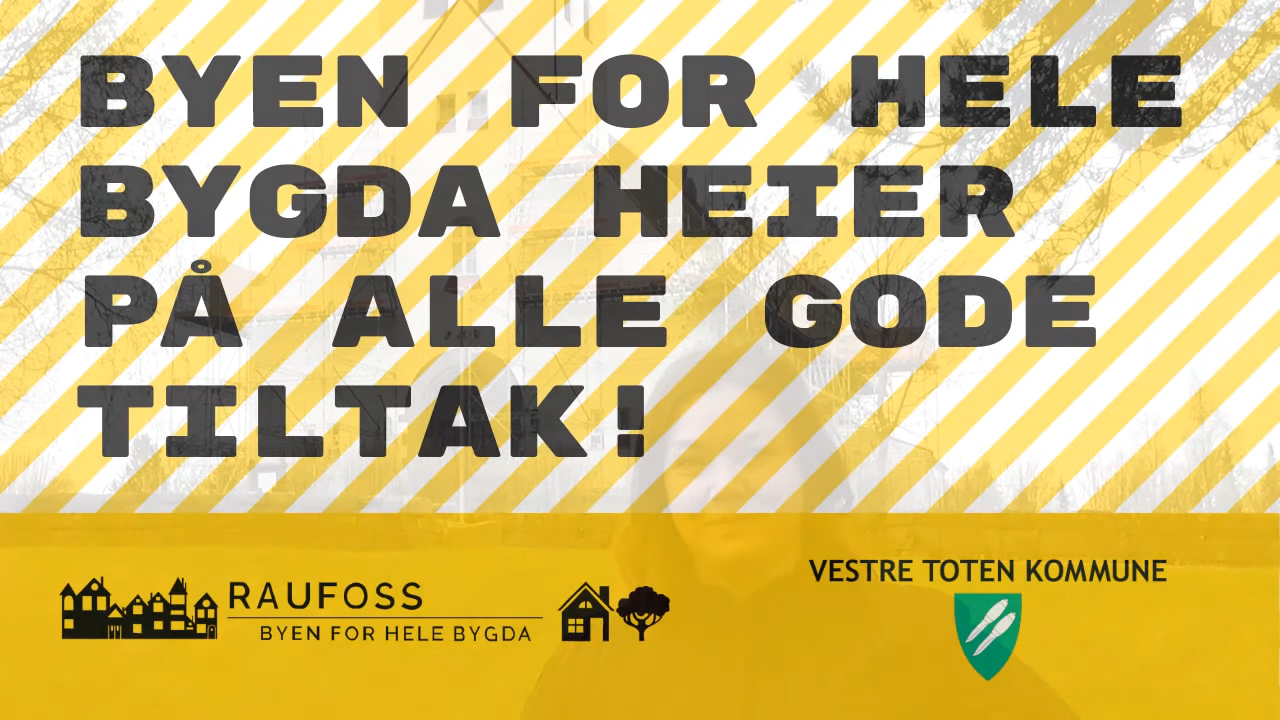 BYEN FOR HELE
BYGDA HEIER
PÅ ALLE GODE
TILTAK!
RAUFOSS
BYEN FOR HELE BYGDA
VESTRE TOTEN KOMMUNE